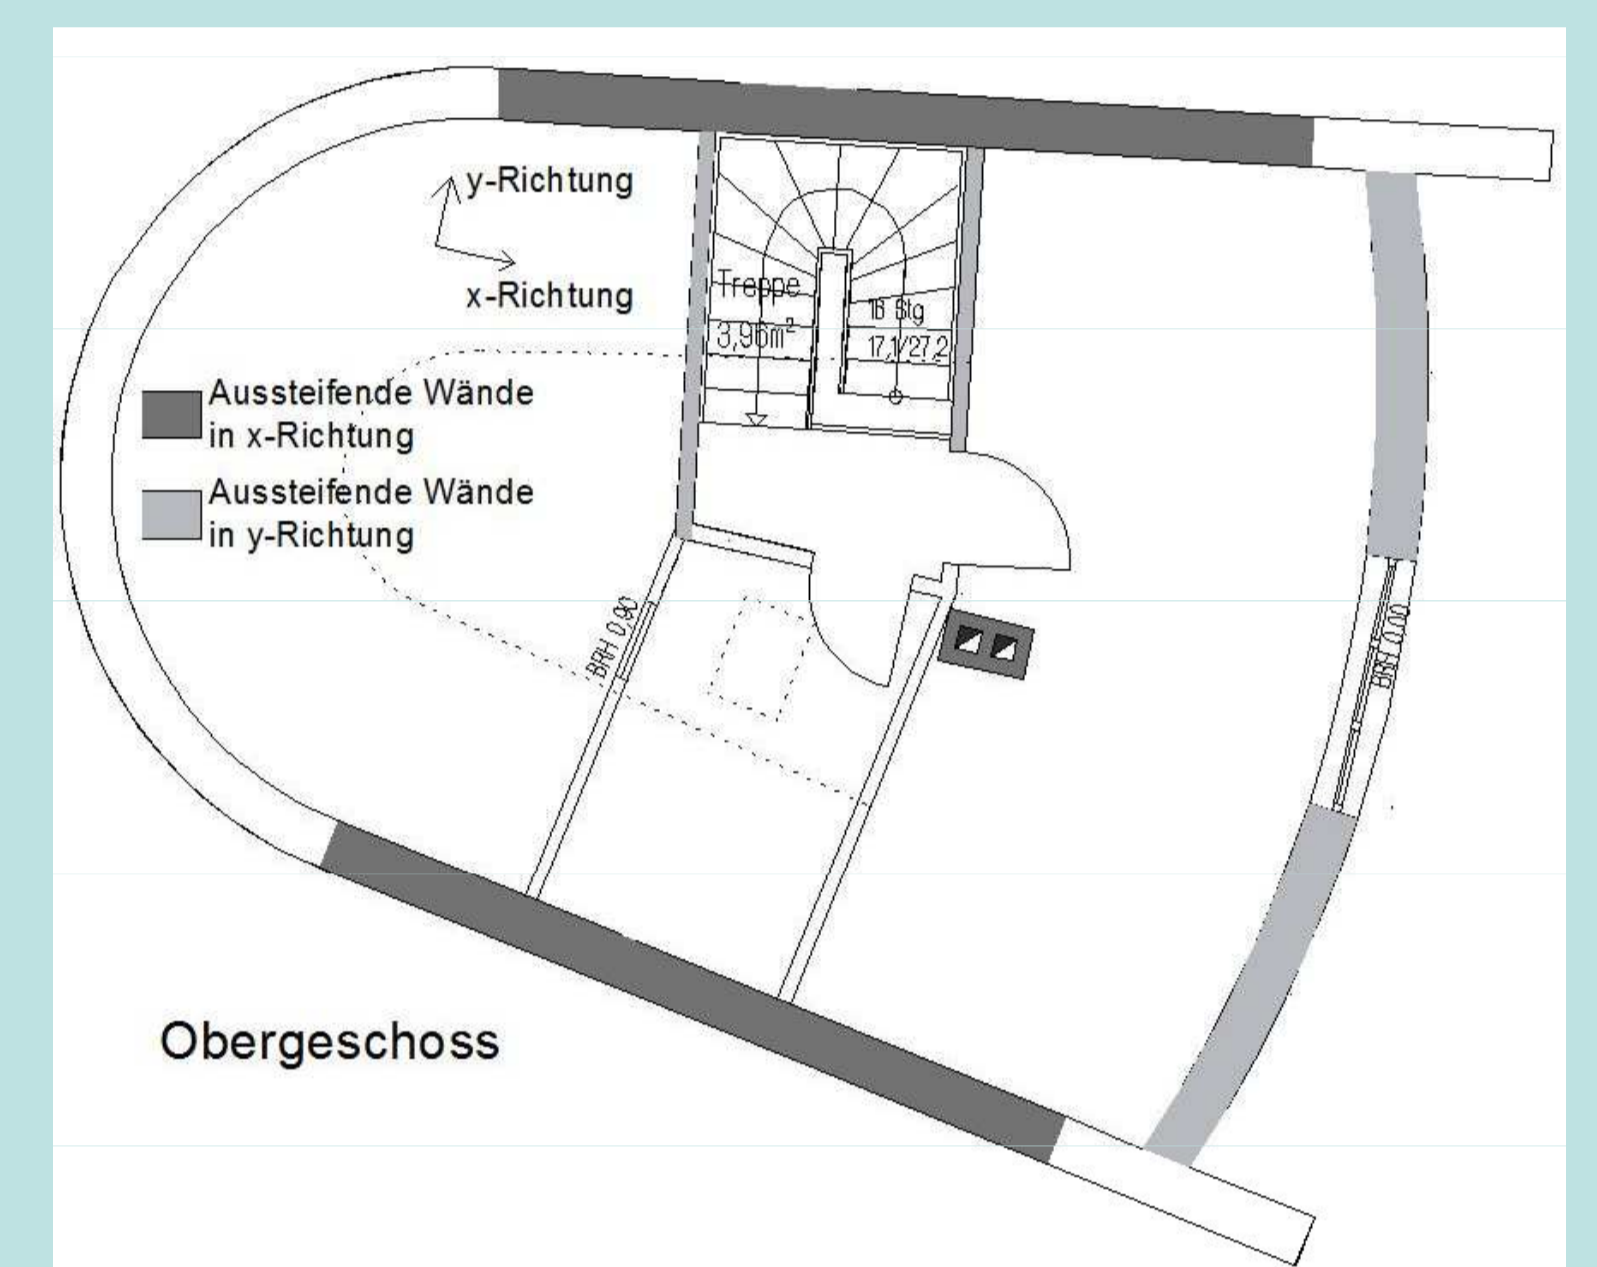 y-Richtung
x-Richtung
Treppe
3,96m²
16 Stg
17,1/27,2
Aussteifende Wände
in x-Richtung
Aussteifende Wände
in y-Richtung
BRH 0,90
BRH 0,00
Obergeschoss